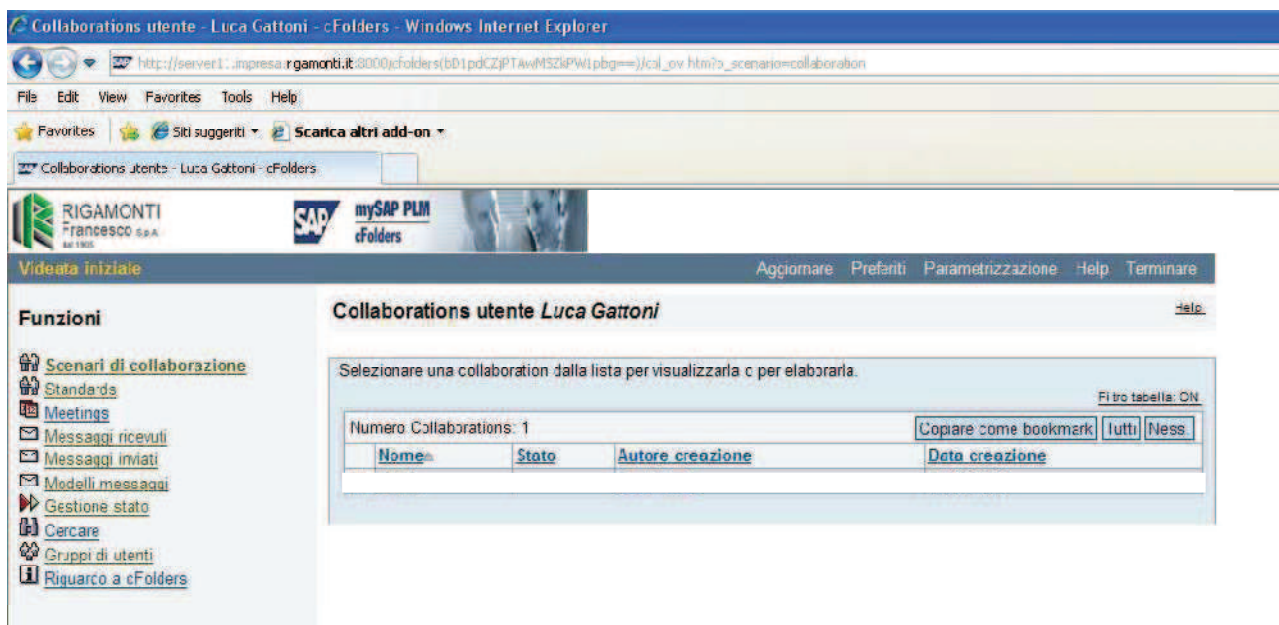 Collaborations utente - Luca Gattoni - cFolders - Windows Internet Explorer
File Edit View Favorites Tools Help
Favorites Siti suggeriti Scarica altri add-on
Collaborations utente - Luca Gattoni - cFolders
RIGAMONTI
Francesco S.p.A.
SAP
mySAP PLM
cFolders
Videata iniziale Aggiornare Preferiti Parametrizzazione Help Terminare
Funzioni
Scenari di collaborazione
Standards
Meetings
Messaggi ricevuti
Messaggi inviati
Modelli messaggi
Gestione stato
Cercare
Gruppi di utenti
Riguardo a cFolders
Collaborations utente Luca Gattoni Help
Selezionare una collaboration dalla lista per visualizzarla o per elaborarla.
Filtro tabella: ON
Numero Collaborations: 1 Copiare come bookmark Tutti Ness.
Nome Stato Autore creazione Data creazione